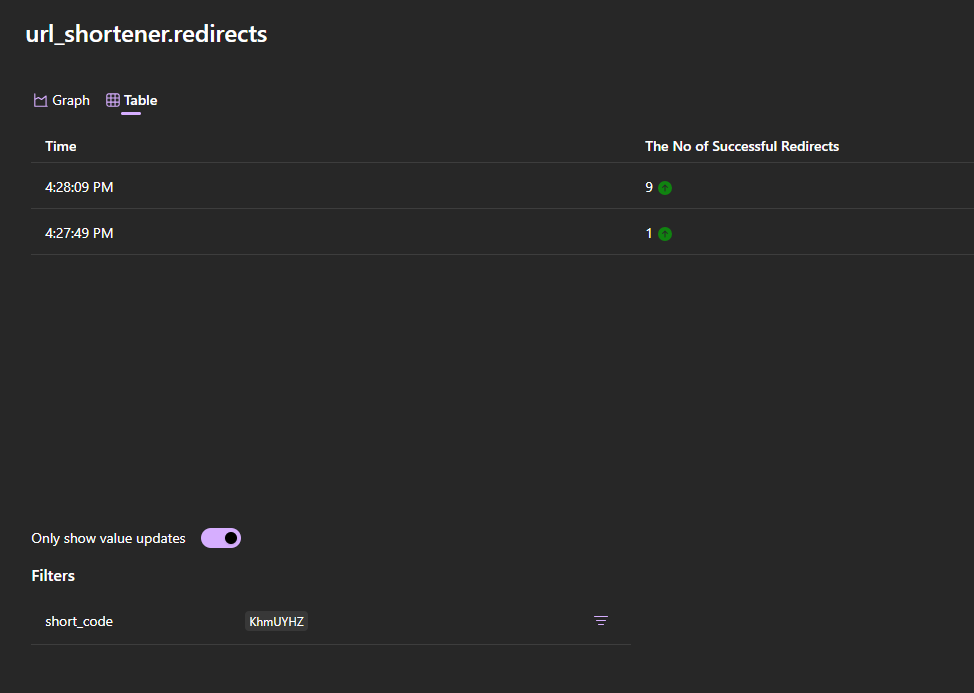 url_shortener.redirects
Graph Table
Time The No of Successful Redirects
4:28:09 PM 9
4:27:49 PM 1
Only show value updates
Filters
short_code KhmUYHZ